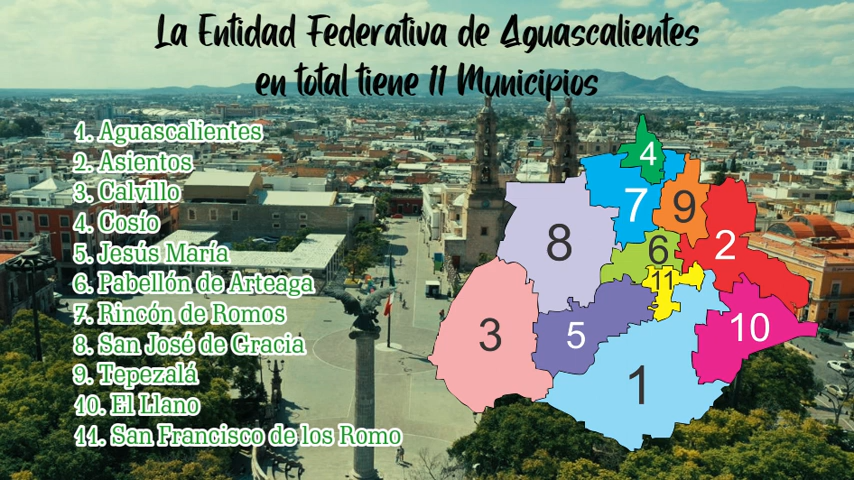 La Entidad Federativa de Aguascalientes
en total tiene 11 Municipios
1. Aguascalientes
2. Asientos
3. Calvillo
4. Cosío
5. Jesús María
6. Pabellón de Arteaga
7. Rincón de Romos
8. San José de Gracia
9. Tepezalá
10. El Llano
11. San Francisco de los Romo
4
7
9
8
6
2
11
3
5
10
1